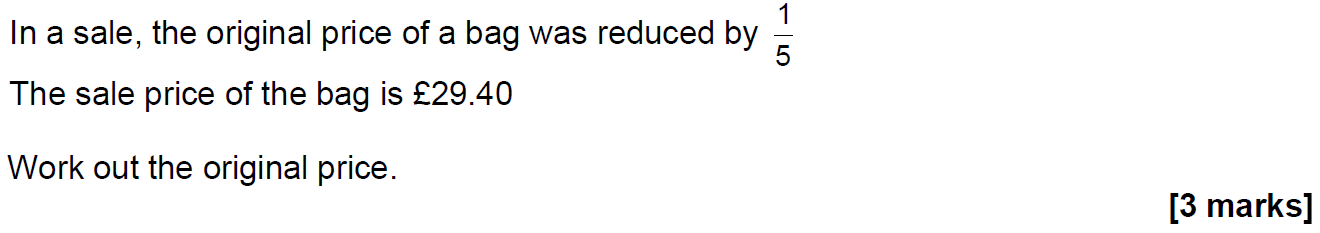 In a sale, the original price of a bag was reduced by 1/5
The sale price of the bag is £29.40
Work out the original price.
[3 marks]